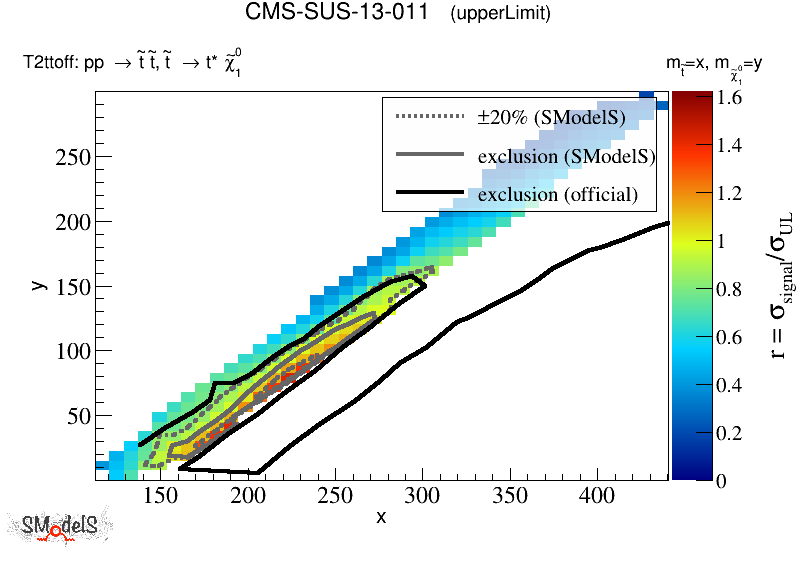 CMS-SUS-13-011 (upperLimit)
T2ttoff: pp → t̃ t̃, t̃ → t* χ̃⁰₁
m_t̃=x, m_χ̃⁰₁=y
±20% (SModelS)
exclusion (SModelS)
exclusion (official)
250
200
150
100
50
y
150 200 250 300 350 400
x
1.6
1.4
1.2
1
0.8
0.6
0.4
0.2
0
r = σ_signal/σ_UL
SModelS